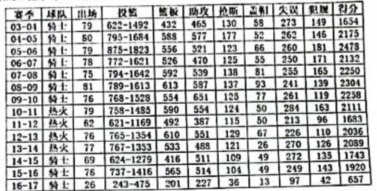 赛季 球队 出场 投篮 篮板 助攻 抢断 盖帽 失误 犯规 得分
03-04 骑士 79 622-1492 432 465 130 58 273 149 1654
04-05 骑士 80 795-1684 588 577 177 52 262 146 2175
05-06 骑士 79 875-1823 556 521 123 66 260 181 2478
06-07 骑士 78 772-1621 526 470 125 55 250 171 2132
07-08 骑士 75 794-1642 592 539 138 81 255 165 2250
08-09 骑士 81 789-1613 613 587 137 93 241 139 2304
09-10 骑士 76 768-1528 554 651 125 77 261 119 2258
10-11 热火 79 758-1485 590 554 124 50 284 163 2111
11-12 热火 62 621-1169 492 387 115 50 213 96 1683
12-13 热火 76 765-1354 610 551 129 67 226 110 2036
13-14 热火 77 767-1353 533 488 121 26 270 126 2089
14-15 骑士 69 624-1279 416 511 109 49 272 135 1743
15-16 骑士 76 737-1416 565 514 104 49 249 143 1920
16-17 骑士 26 243-475 201 227 36 13 97 42 657